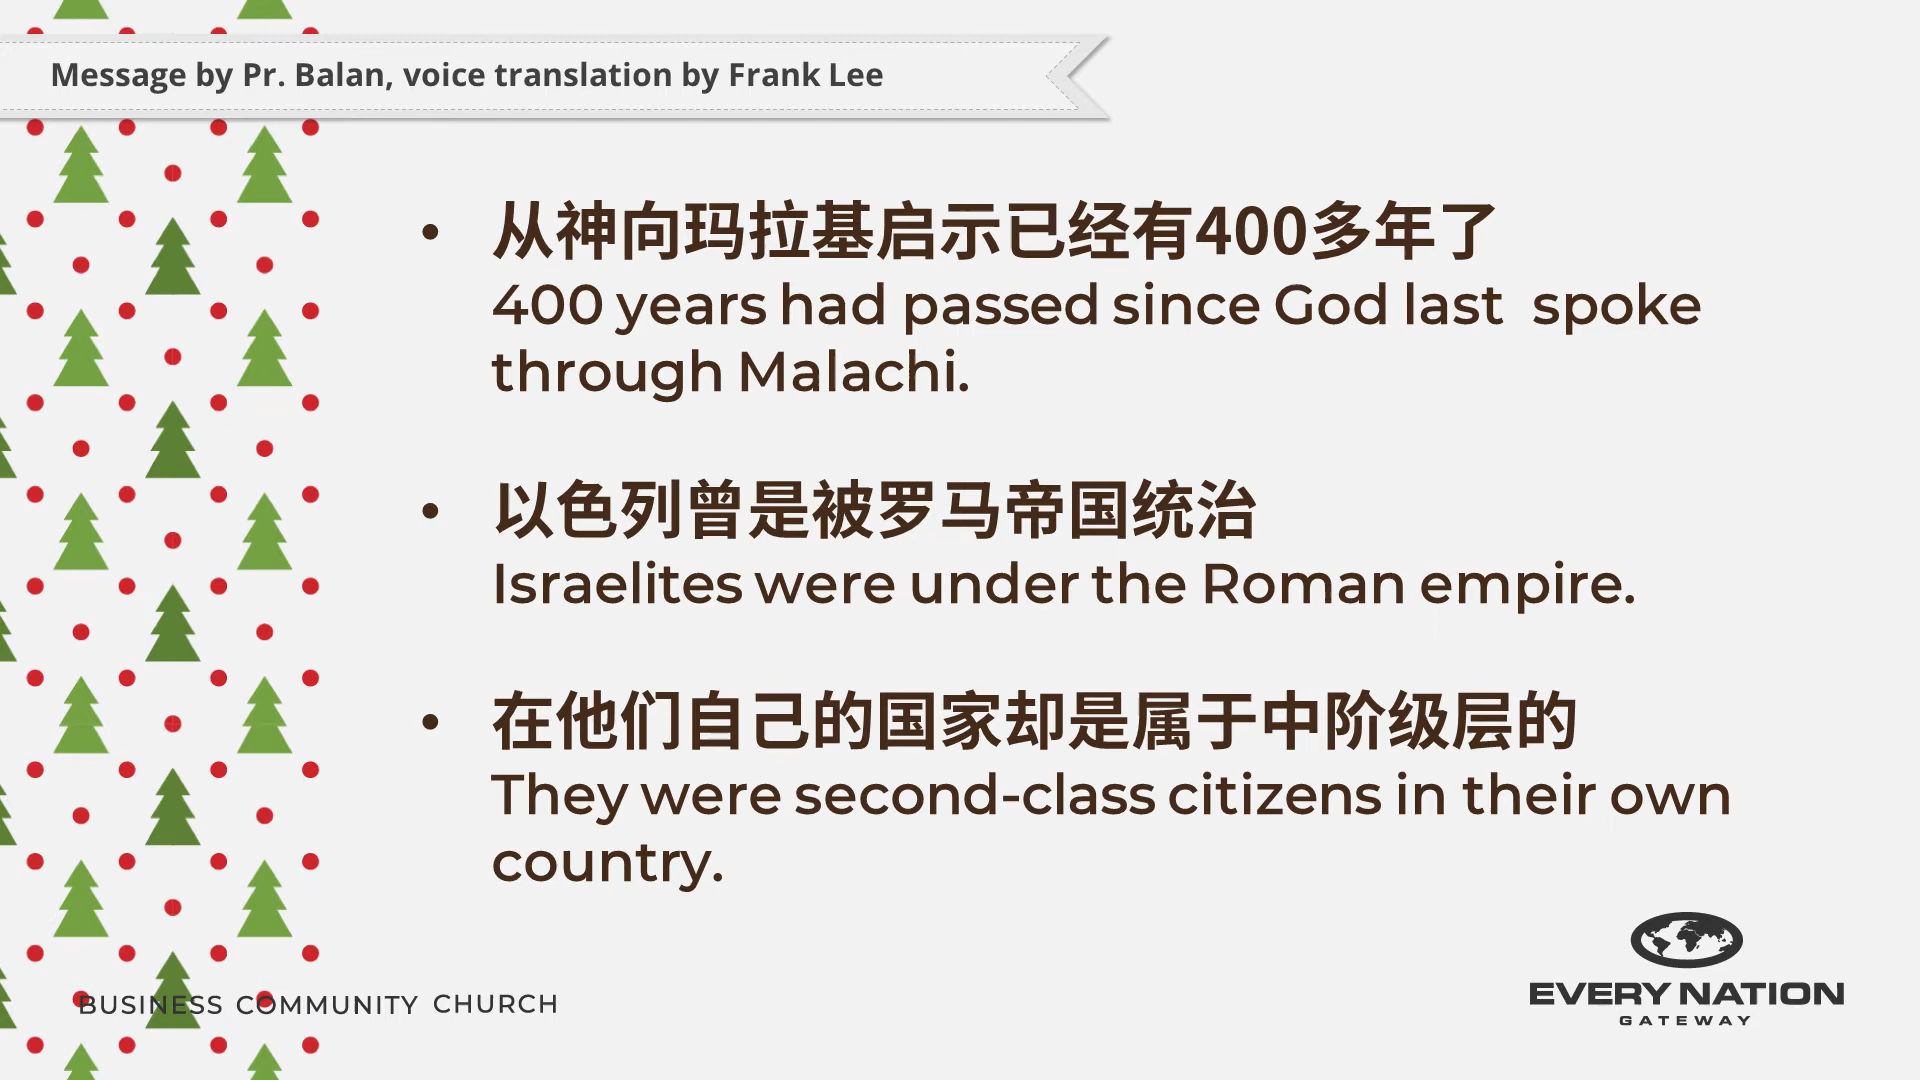 Message by Pr. Balan, voice translation by Frank Lee
• 从神向玛拉基启示已经有400多年了
400 years had passed since God last  spoke
through Malachi.
• 以色列曾是被罗马帝国统治
Israelites were under the Roman empire.
• 在他们自己的国家却是属于中阶级层的
They were second-class citizens in their own
country.
BUSINESS COMMUNITY CHURCH
EVERY NATION
GATEWAY